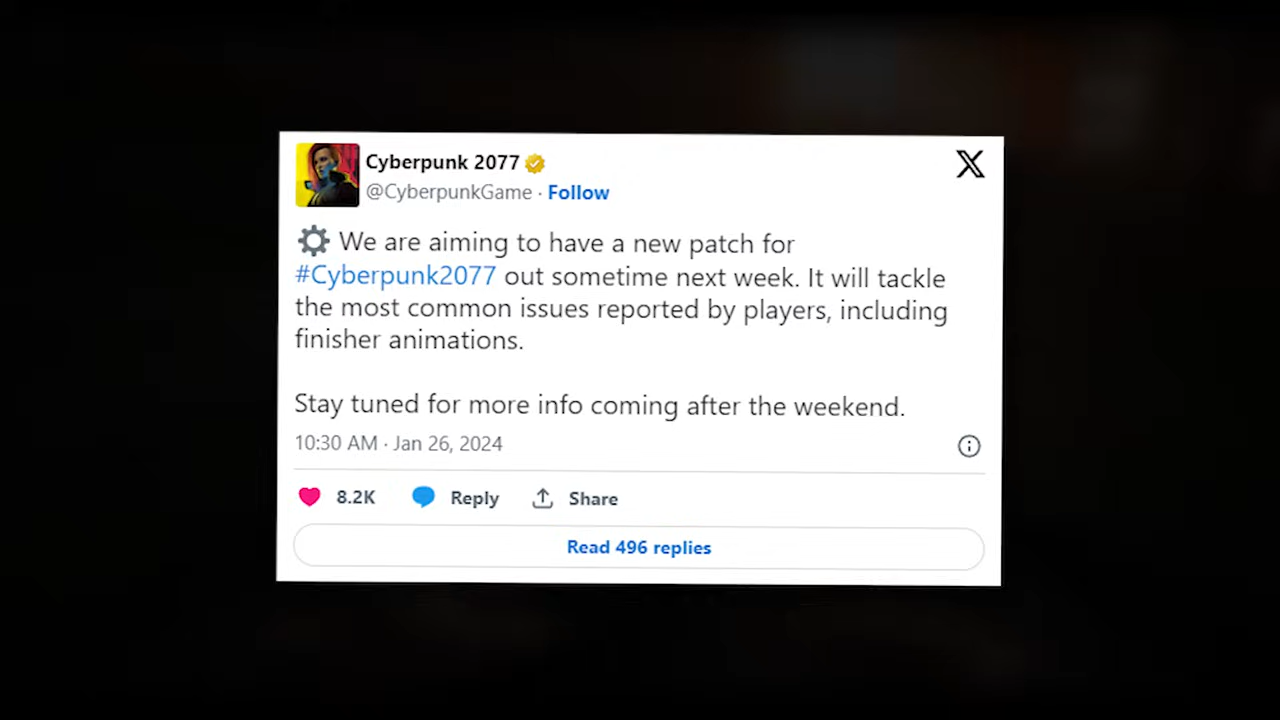 Cyberpunk 2077
@CyberpunkGame · Follow
We are aiming to have a new patch for
#Cyberpunk2077 out sometime next week. It will tackle
the most common issues reported by players, including
finisher animations.
Stay tuned for more info coming after the weekend.
10:30 AM · Jan 26, 2024
8.2K Reply Share
Read 496 replies